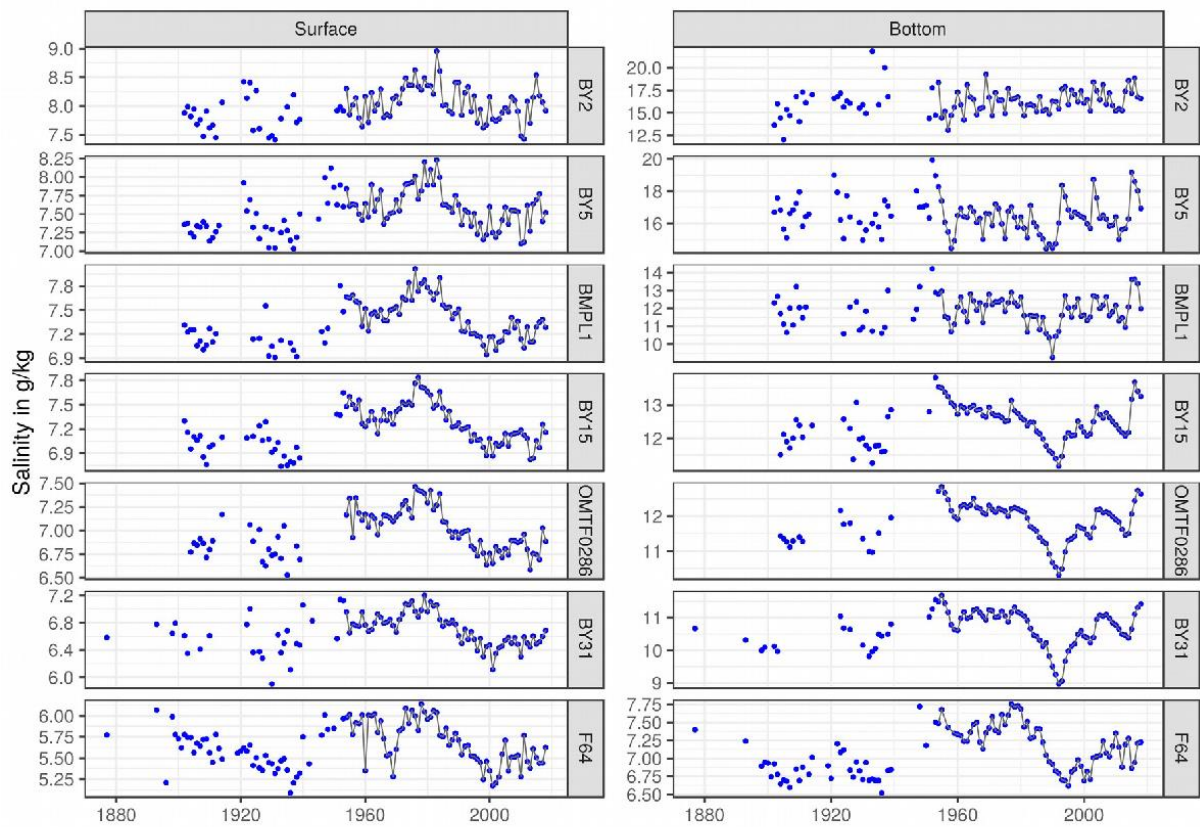 Surface
Bottom
Salinity in g/kg
9.0
8.5
8.0
7.5
BY2
20.0
17.5
15.0
12.5
BY2
8.25
8.00
7.75
7.50
7.25
7.00
BY5
20
18
16
BY5
7.8
7.5
7.2
6.9
BMPL1
14
13
12
11
10
BMPL1
7.8
7.5
7.2
6.9
BY15
13
12
BY15
7.50
7.25
7.00
6.75
6.50
OMTF0286
12
11
OMTF0286
7.2
6.8
6.4
6.0
BY31
11
10
9
BY31
6.00
5.75
5.50
5.25
F64
7.75
7.50
7.25
7.00
6.75
6.50
F64
1880 1920 1960 2000
1880 1920 1960 2000